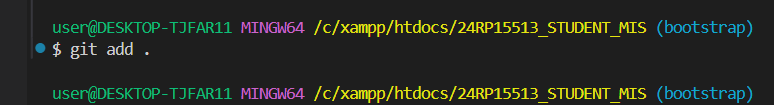 user@DESKTOP-TJFAR11 MINGW64 /c/xampp/htdocs/24RP15513_STUDENT_MIS (bootstrap)
$ git add .
user@DESKTOP-TJFAR11 MINGW64 /c/xampp/htdocs/24RP15513_STUDENT_MIS (bootstrap)